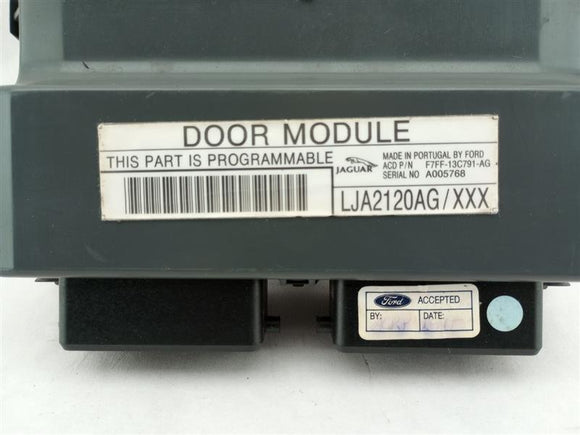 DOOR MODULE
THIS PART IS PROGRAMMABLE
JAGUAR
MADE IN PORTUGAL BY FORD
ACD P/N F7FF-13C791-AG
SERIAL NO A005768
LJA2120AG/XXX
Ford ACCEPTED
BY: DATE: